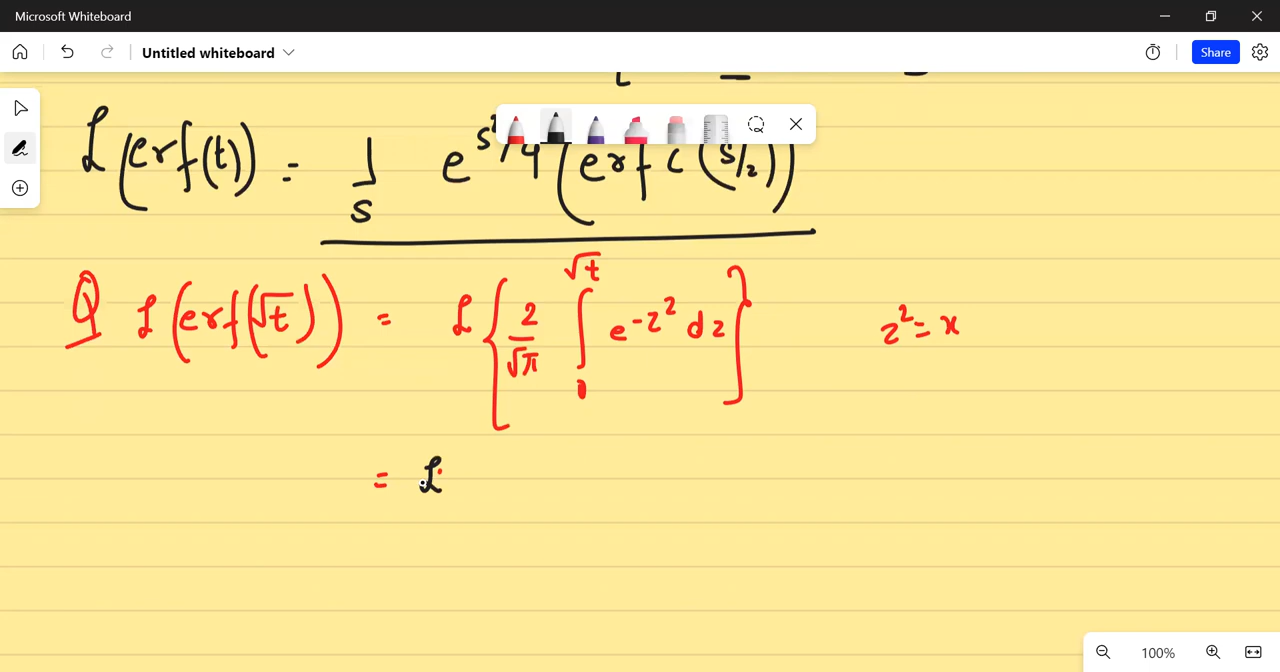 Microsoft Whiteboard
Untitled whiteboard
Share
ℒ(erf(t)) = 1/s e^{s²/4} (erfc(s/2))
Q ℒ(erf(√t)) = ℒ{2/√π ∫₀^{√t} e^{-z²} dz} z² = x
= ℒ
100%